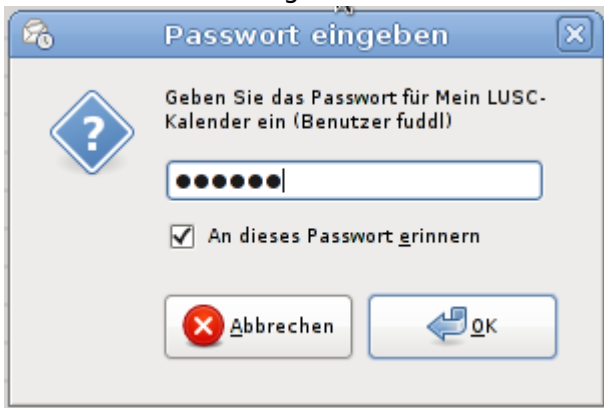 Passwort eingeben
Geben Sie das Passwort für Mein LUSC-
Kalender ein (Benutzer fuddl)
●●●●●●
An dieses Passwort erinnern
Abbrechen
OK